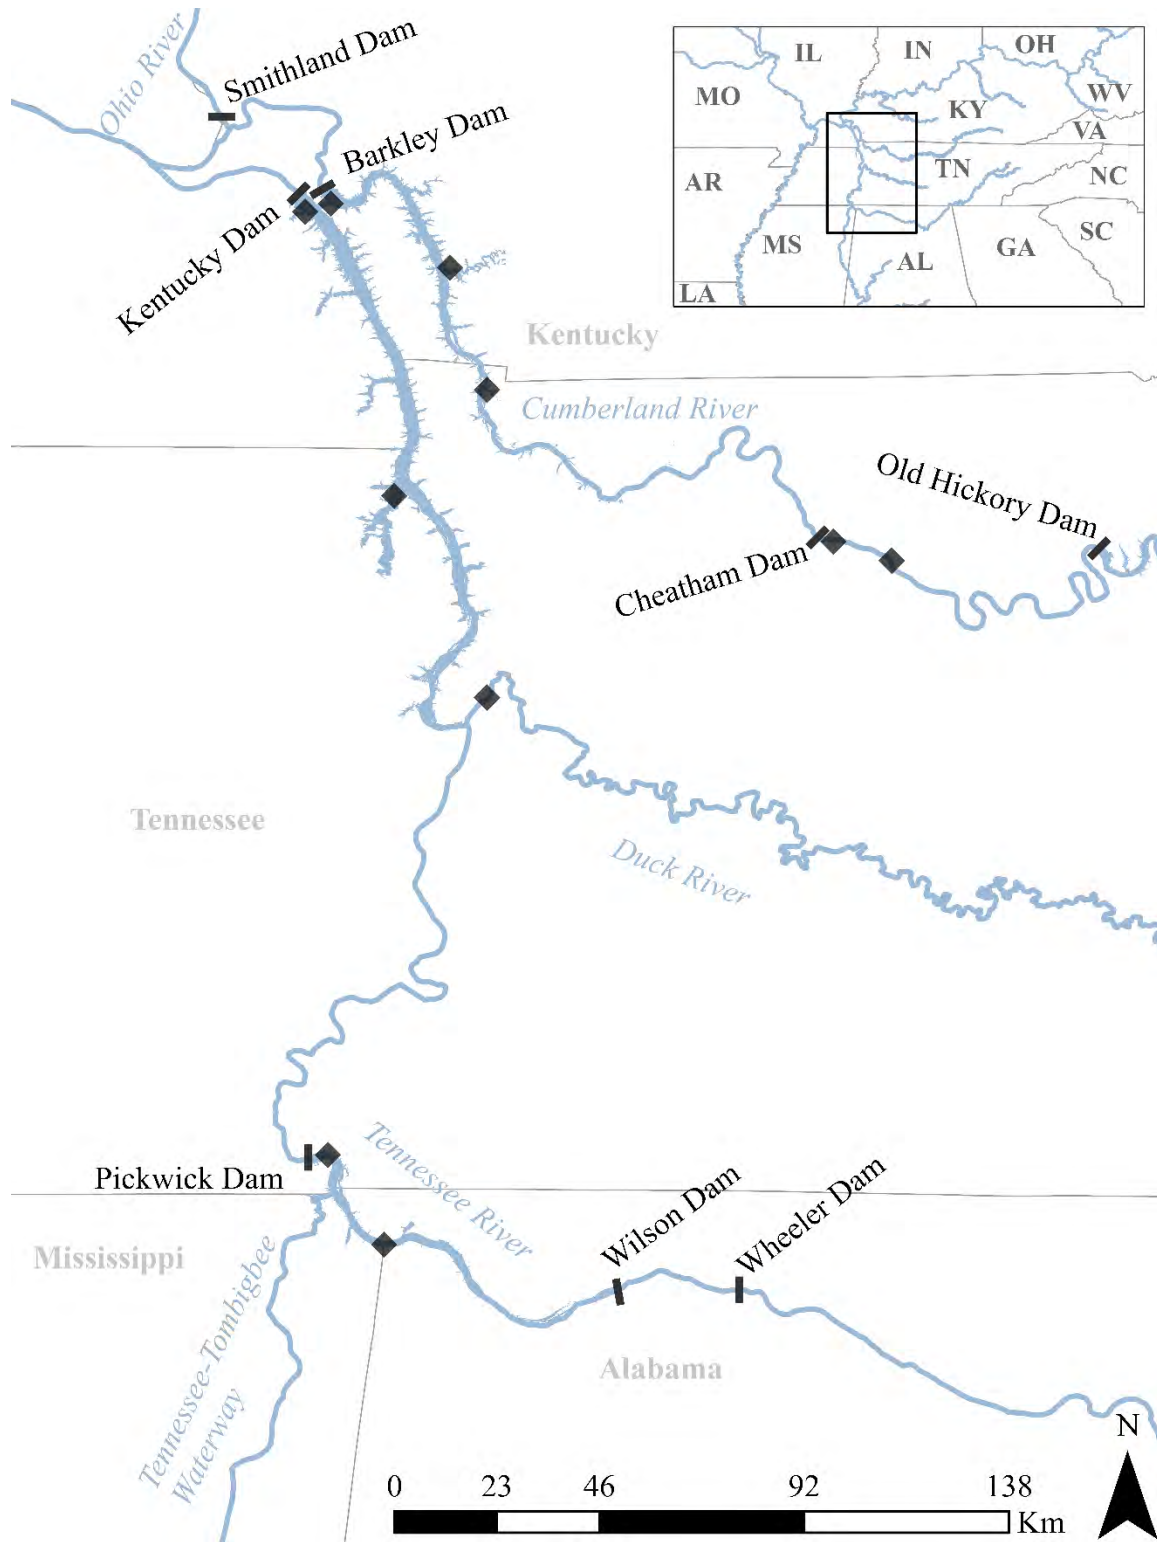 Ohio River
Smithland Dam
Barkley Dam
Kentucky Dam
IL
IN
OH
MO
KY
WV
VA
AR
TN
NC
MS
AL
GA
SC
LA
Kentucky
Cumberland River
Old Hickory Dam
Cheatham Dam
Tennessee
Duck River
Pickwick Dam
Tennessee River
Wilson Dam
Wheeler Dam
Mississippi
Tennessee-Tombigbee
Waterway
Alabama
N
0 23 46 92 138
Km